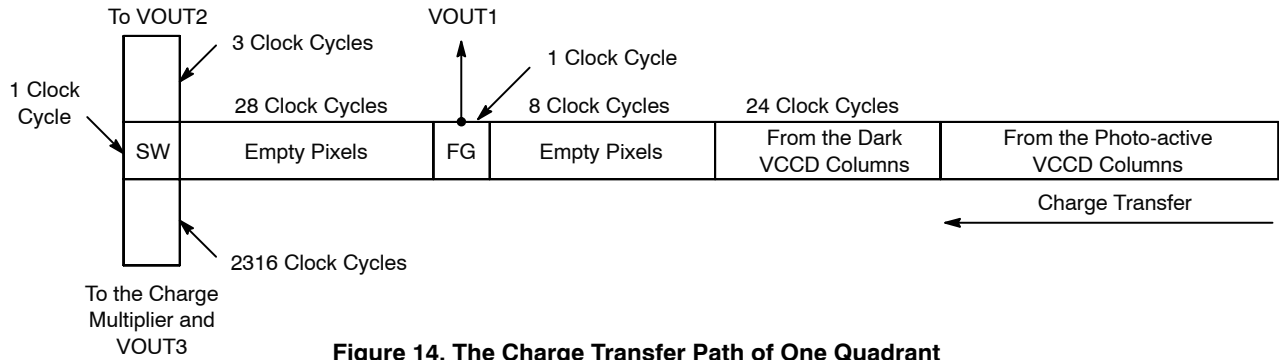 To VOUT2
VOUT1
3 Clock Cycles
1 Clock Cycle
1 Clock
Cycle
28 Clock Cycles
8 Clock Cycles
24 Clock Cycles
SW
Empty Pixels
FG
Empty Pixels
From the Dark
VCCD Columns
From the Photo-active
VCCD Columns
Charge Transfer
2316 Clock Cycles
To the Charge
Multiplier and
VOUT3
Figure 14. The Charge Transfer Path of One Quadrant